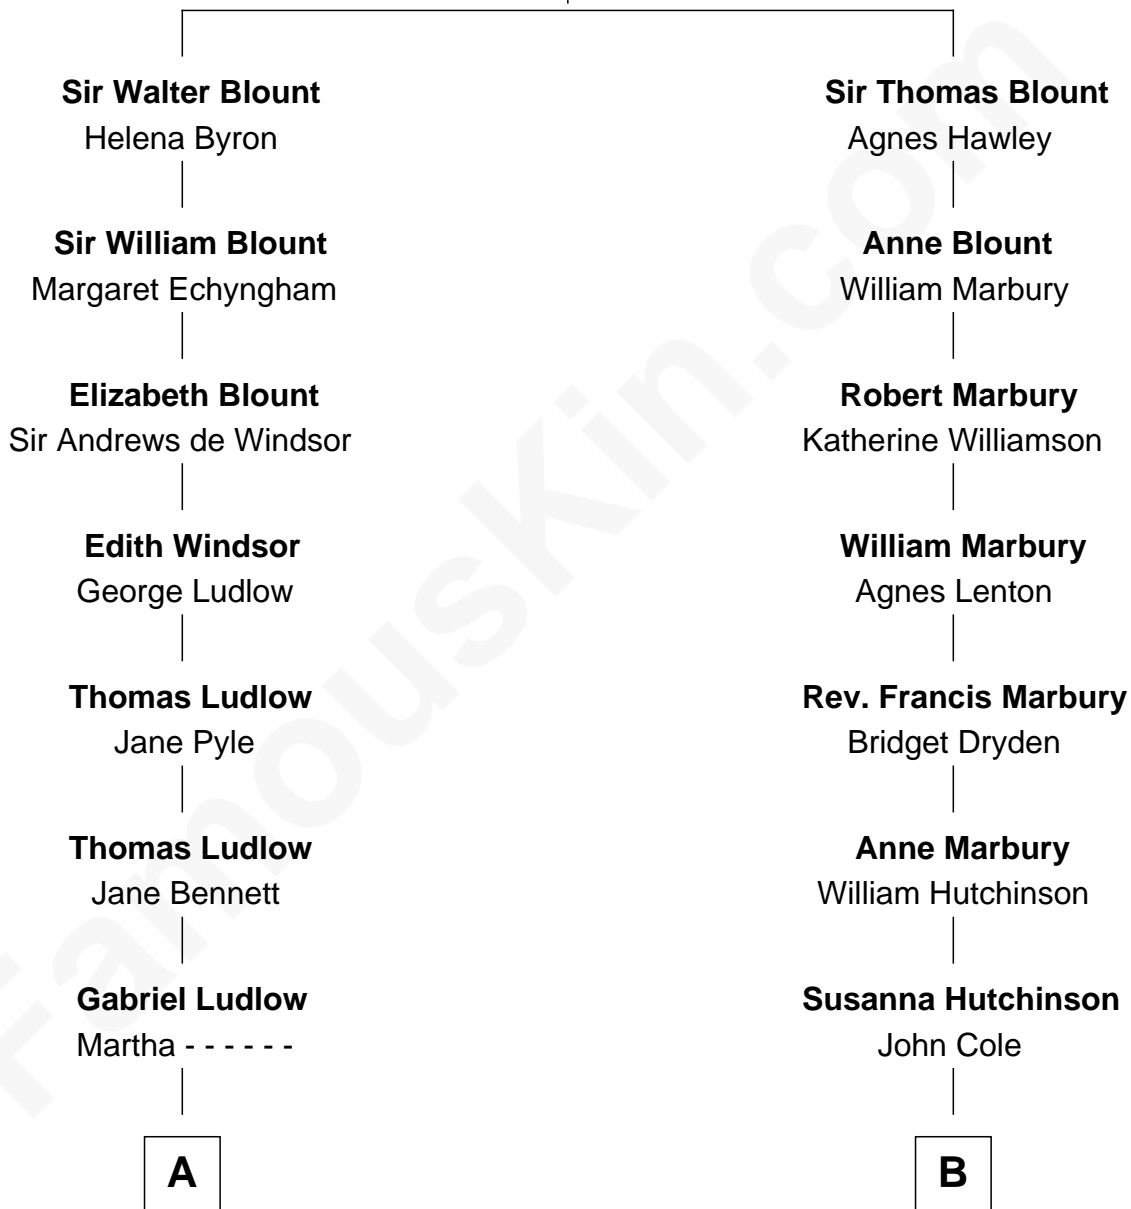 Sir Walter Blount
Helena Byron
Sir William Blount
Margaret Echyngham
Elizabeth Blount
Sir Andrews de Windsor
Edith Windsor
George Ludlow
Thomas Ludlow
Jane Pyle
Thomas Ludlow
Jane Bennett
Gabriel Ludlow
Martha - - - - - -
A
Sir Thomas Blount
Agnes Hawley
Anne Blount
William Marbury
Robert Marbury
Katherine Williamson
William Marbury
Agnes Lenton
Rev. Francis Marbury
Bridget Dryden
Anne Marbury
William Hutchinson
Susanna Hutchinson
John Cole
B
FamousKin.com